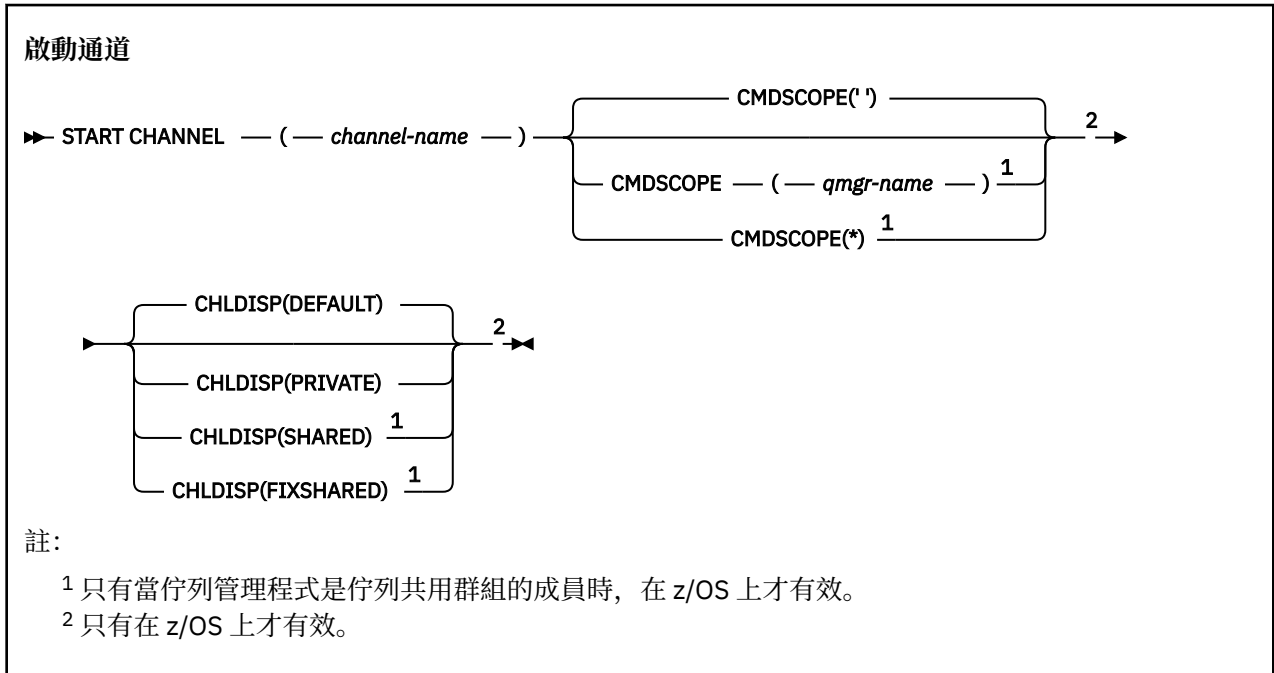 啟動通道
CMDSCOPE(' ')
START CHANNEL ( channel-name ) 2
CMDSCOPE ( qmgr-name ) 1
CMDSCOPE(*) 1
CHLDISP(DEFAULT)
2
CHLDISP(PRIVATE)
CHLDISP(SHARED) 1
CHLDISP(FIXSHARED) 1
註：
1 只有當佇列管理程式是佇列共用群組的成員時，在 z/OS 上才有效。
2 只有在 z/OS 上才有效。